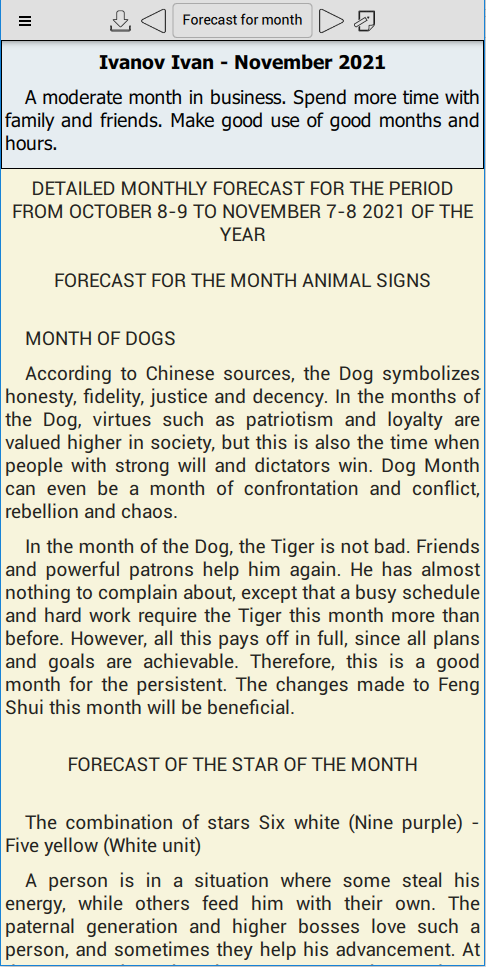 Forecast for month
Ivanov Ivan - November 2021
A moderate month in business. Spend more time with
family and friends. Make good use of good months and
hours.
DETAILED MONTHLY FORECAST FOR THE PERIOD
FROM OCTOBER 8-9 TO NOVEMBER 7-8 2021 OF THE
YEAR
FORECAST FOR THE MONTH ANIMAL SIGNS
MONTH OF DOGS
According to Chinese sources, the Dog symbolizes
honesty, fidelity, justice and decency. In the months of
the Dog, virtues such as patriotism and loyalty are
valued higher in society, but this is also the time when
people with strong will and dictators win. Dog Month
can even be a month of confrontation and conflict,
rebellion and chaos.
In the month of the Dog, the Tiger is not bad. Friends
and powerful patrons help him again. He has almost
nothing to complain about, except that a busy schedule
and hard work require the Tiger this month more than
before. However, all this pays off in full, since all plans
and goals are achievable. Therefore, this is a good
month for the persistent. The changes made to Feng
Shui this month will be beneficial.
FORECAST OF THE STAR OF THE MONTH
The combination of stars Six white (Nine purple) -
Five yellow (White unit)
A person is in a situation where some steal his
energy, while others feed him with their own. The
paternal generation and higher bosses love such a
person, and sometimes they help his advancement. At